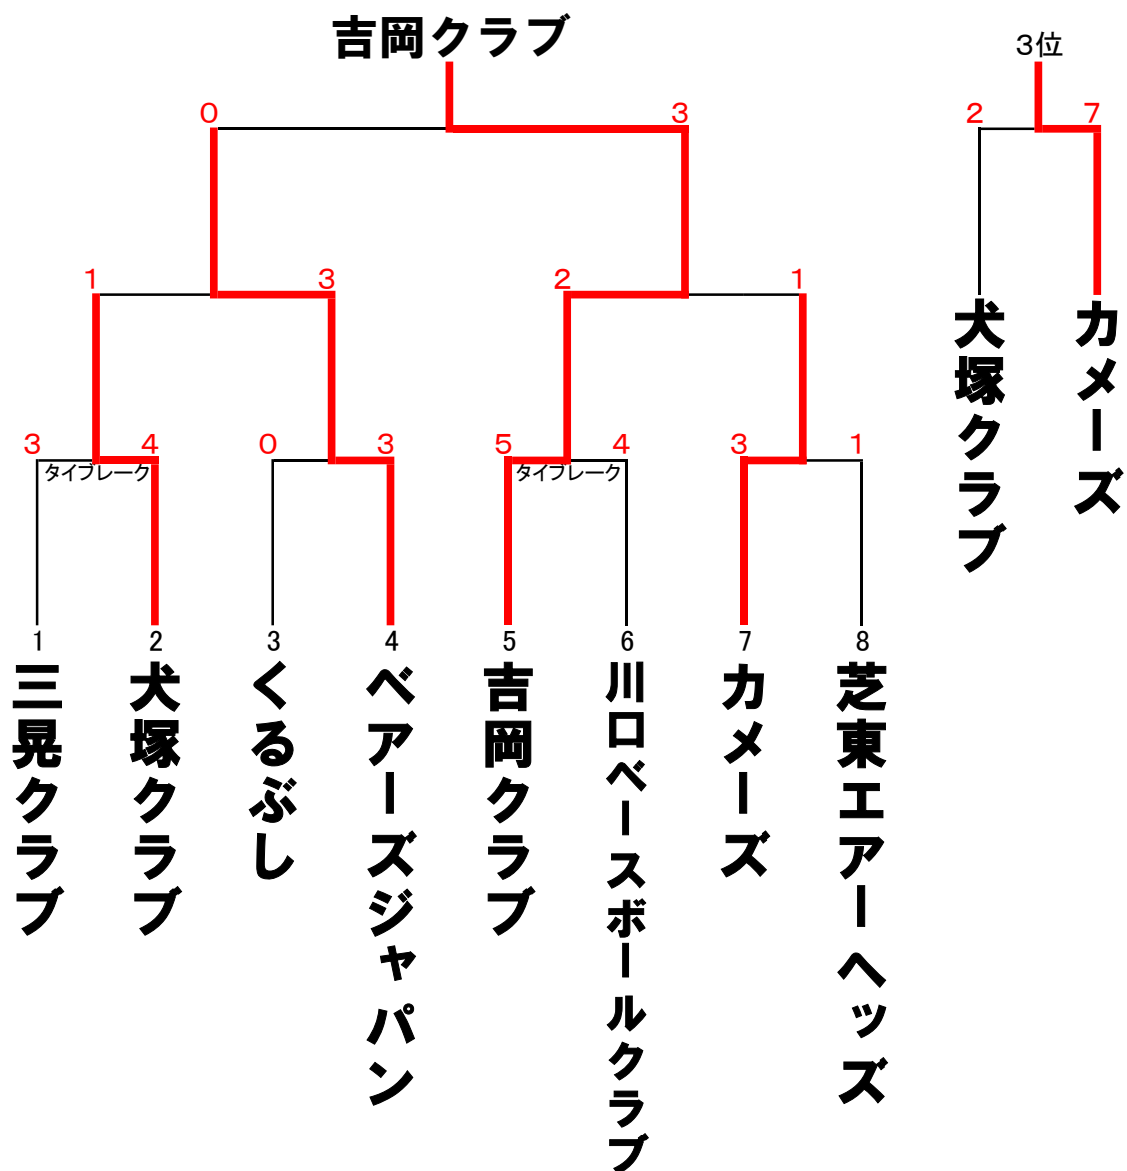 吉岡クラブ
3位
0
3
2
7
1
3
2
1
犬塚クラブ
カメーズ
3
4
0
3
5
4
3
1
タイブレーク
タイブレーク
1
2
3
4
5
6
7
8
三晃クラブ
犬塚クラブ
くるぶし
ベアーズジャパン
吉岡クラブ
川口ベースボールクラブ
カメーズ
芝東エアーヘッズ